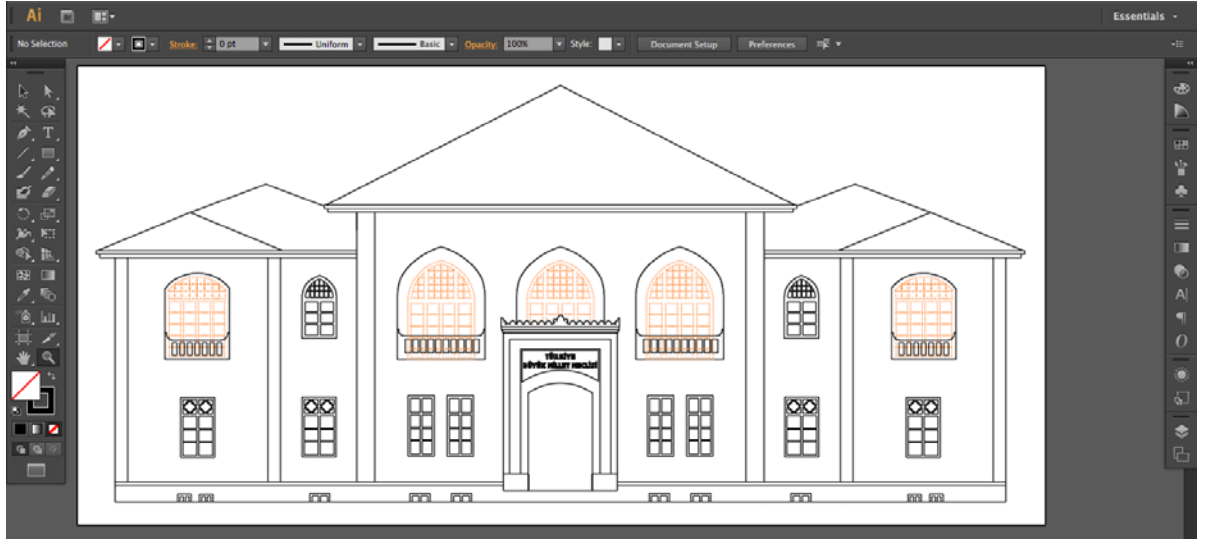 Ai
Essentials
No Selection
Stroke:
0 pt
Uniform
Basic
Opacity:
100%
Style:
Document Setup
Preferences
TÜRKİYE
BÜYÜK MİLLET MECLİSİ